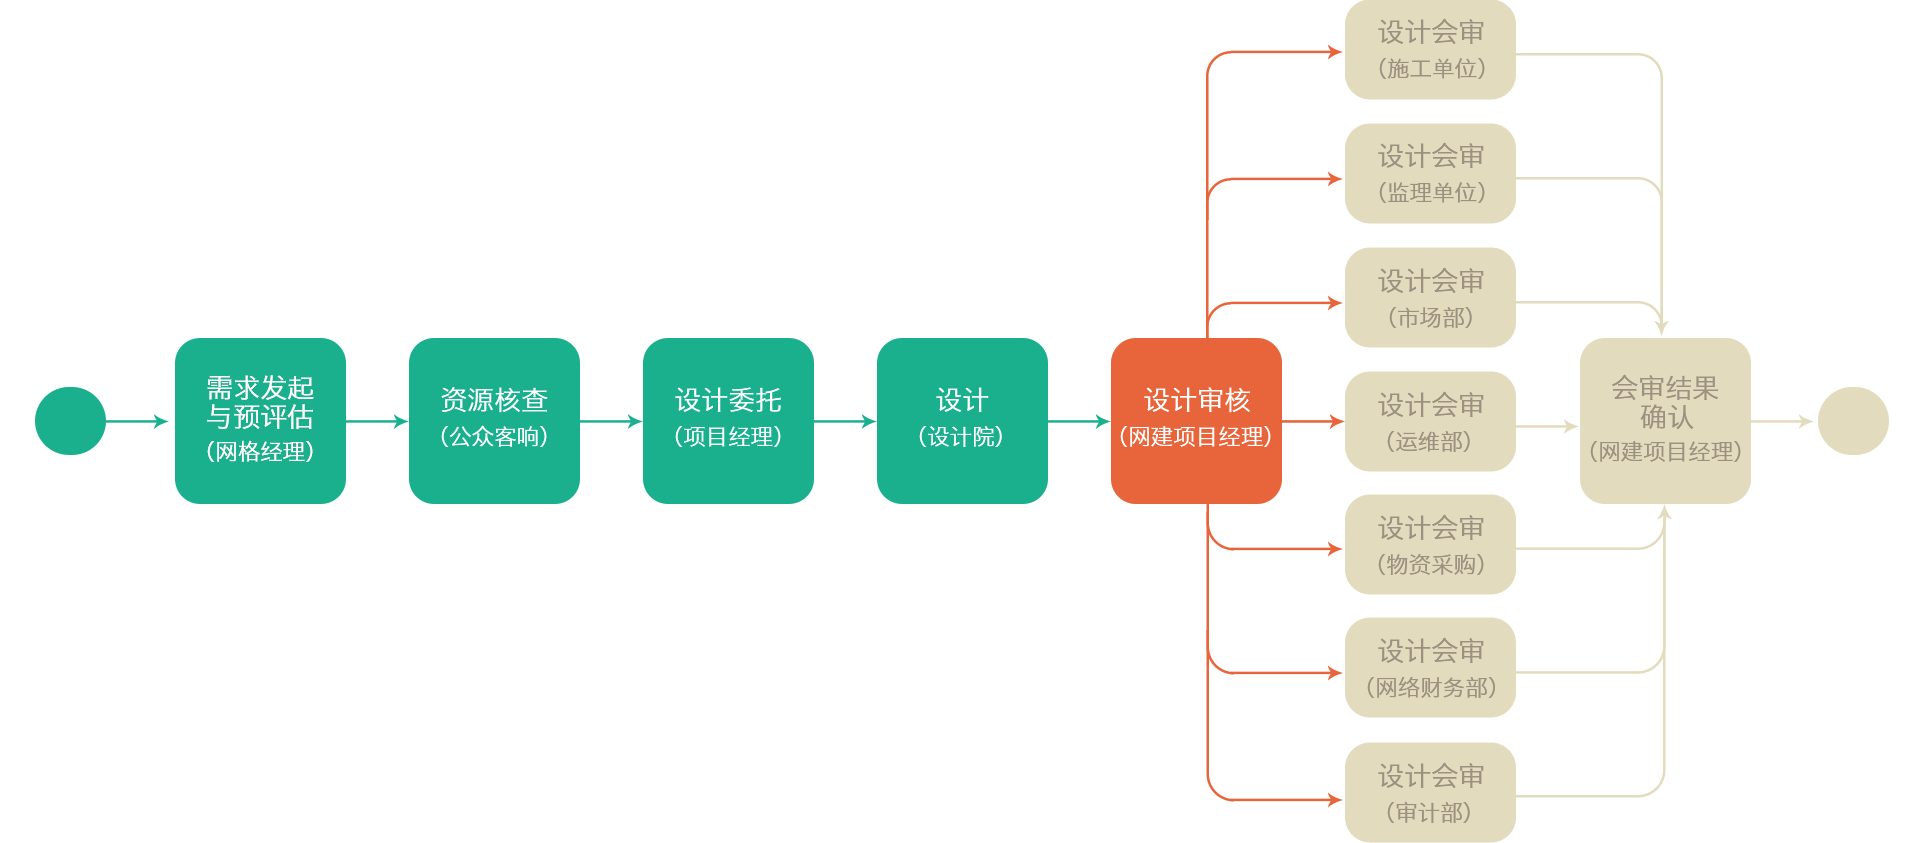 需求发起
与预评估
（网格经理）
资源核查
（公众客响）
设计委托
（项目经理）
设计
（设计院）
设计审核
（网建项目经理）
设计会审
（施工单位）
设计会审
（监理单位）
设计会审
（市场部）
设计会审
（运维部）
设计会审
（物资采购）
设计会审
（网络财务部）
设计会审
（审计部）
会审结果
确认
（网建项目经理）